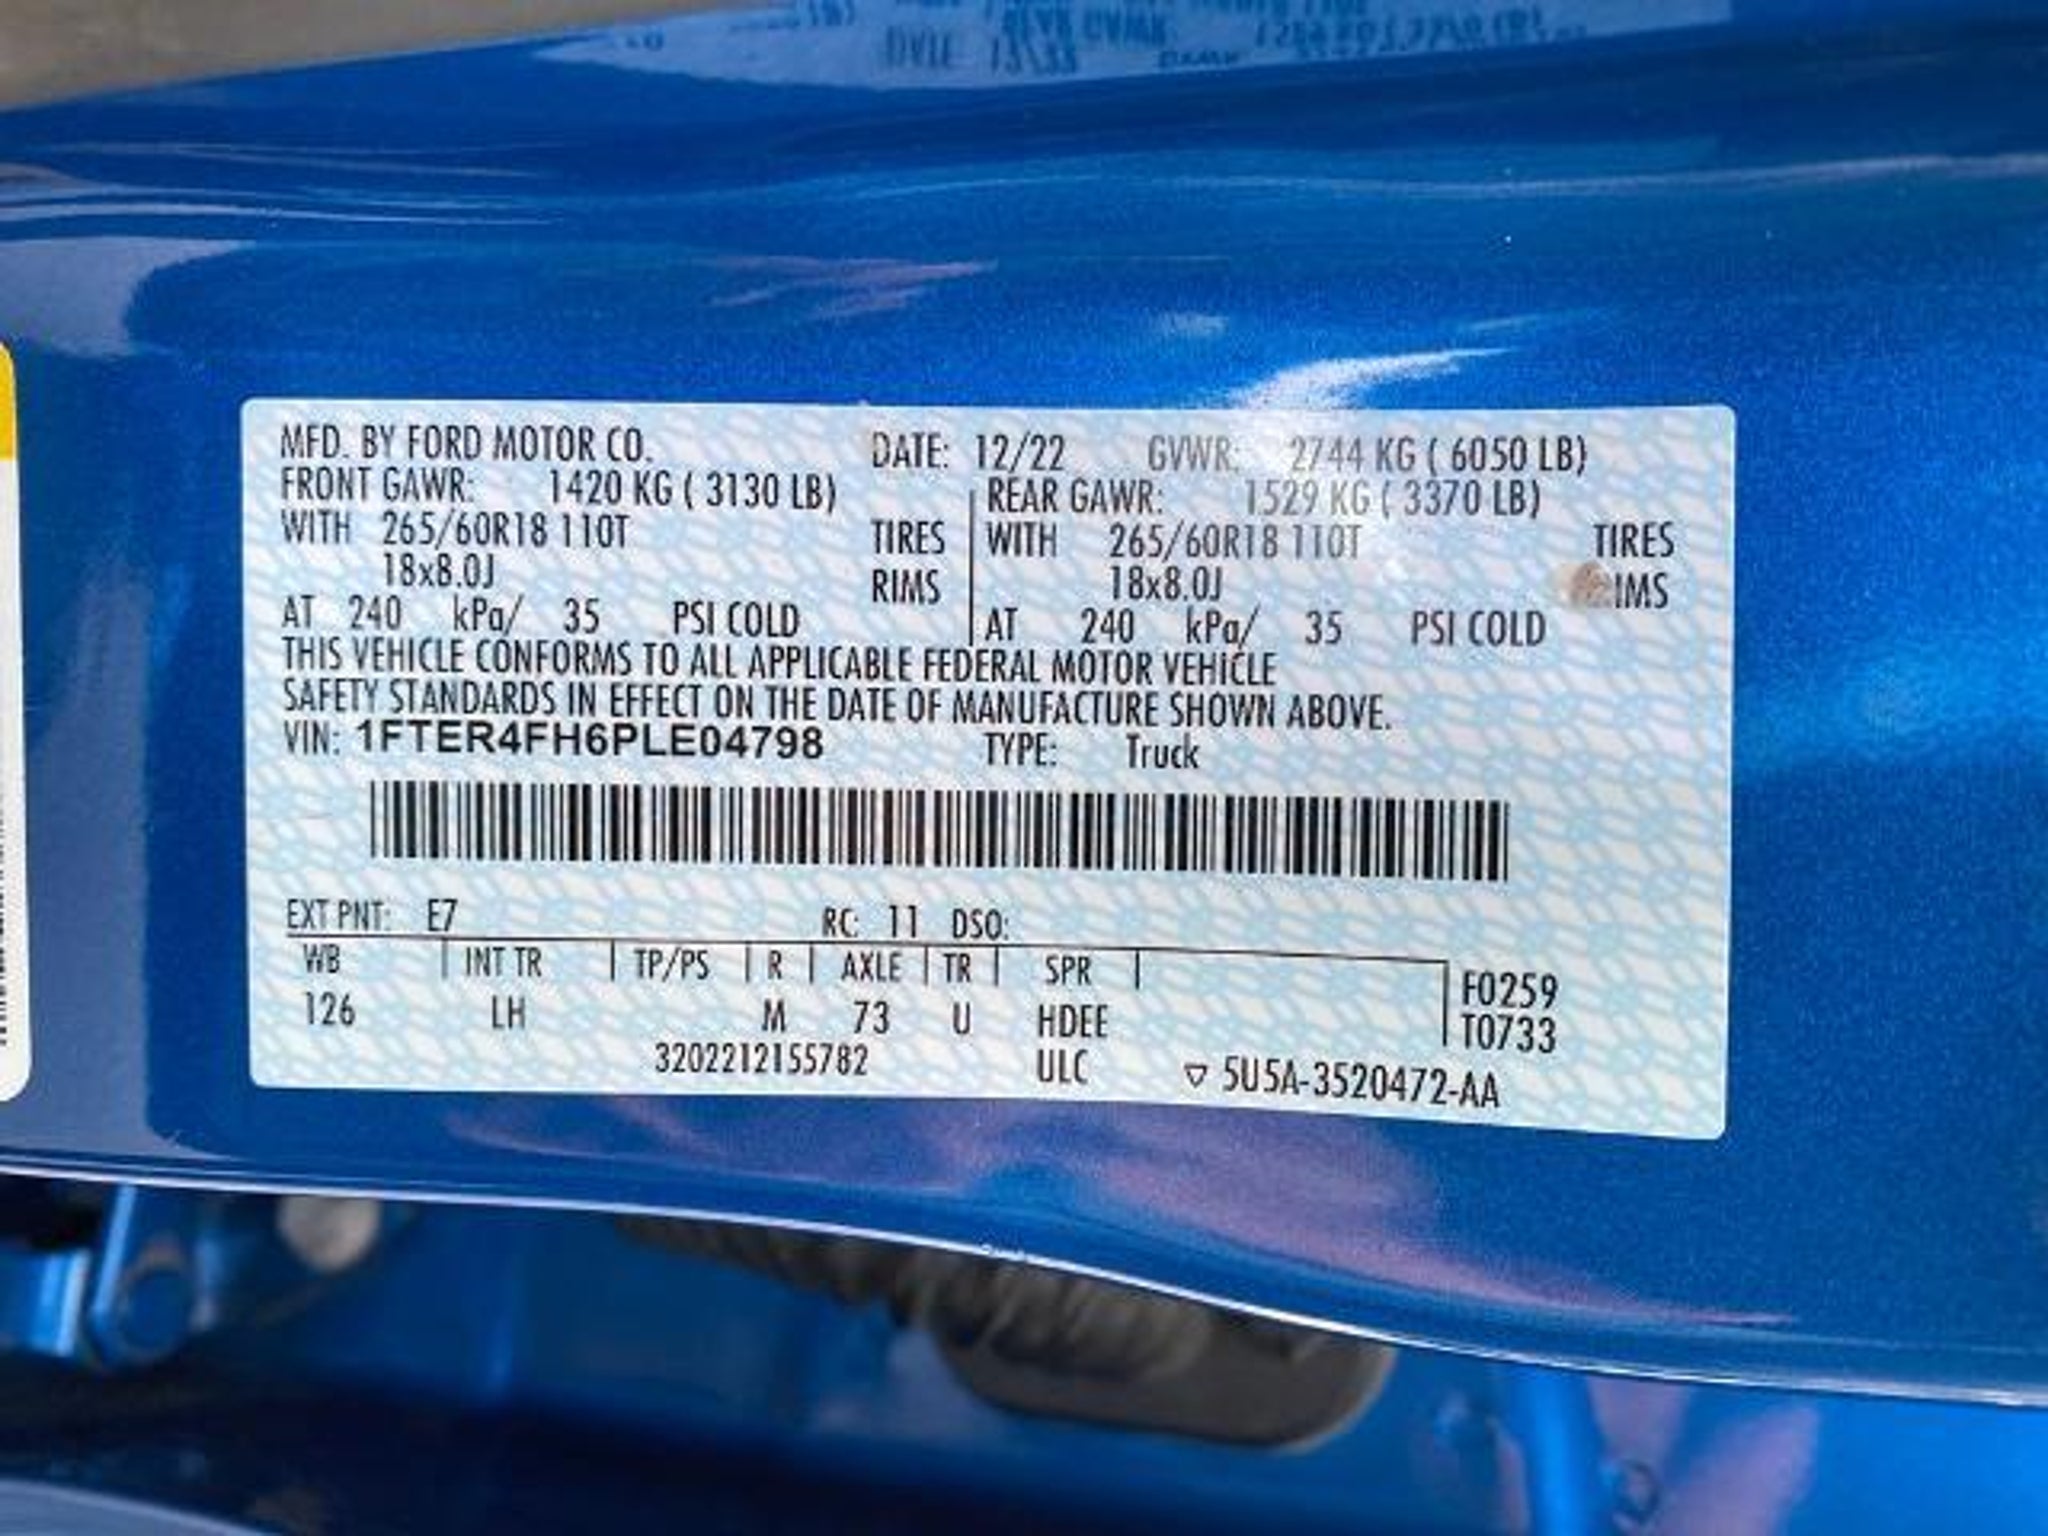 MFD. BY FORD MOTOR CO. DATE: 12/22 GVWR: 2744 KG ( 6050 LB)
FRONT GAWR: 1420 KG ( 3130 LB) REAR GAWR: 1529 KG ( 3370 LB)
WITH 265/60R18 110T TIRES WITH 265/60R18 110T TIRES
18x8.0J RIMS 18x8.0J RIMS
AT 240 kPa/ 35 PSI COLD AT 240 kPa/ 35 PSI COLD
THIS VEHICLE CONFORMS TO ALL APPLICABLE FEDERAL MOTOR VEHICLE
SAFETY STANDARDS IN EFFECT ON THE DATE OF MANUFACTURE SHOWN ABOVE.
VIN: 1FTER4FH6PLE04798 TYPE: Truck
EXT PNT: E7 RC: 11 DSO:
WB INT TR TP/PS R AXLE TR SPR F0259
126 LH M 73 U HDEE T0733
3202212155782 ULC ▽ 5U5A-3520472-AA